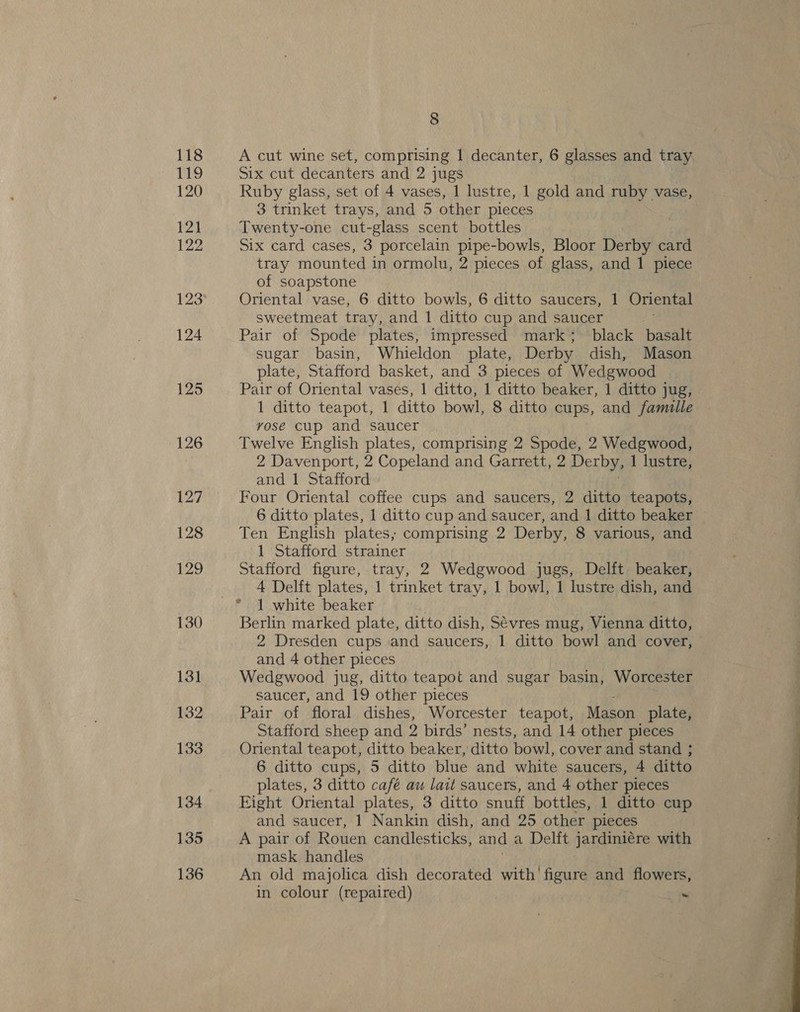 8
118 A cut wine set, comprising 1 decanter, 6 glasses and tray
119 Six cut decanters and 2 jugs
120 Ruby glass, set of 4 vases, 1 lustre, 1 gold and ruby vase,
3 trinket trays, and 5 other pieces
121 Twenty-one cut-glass scent bottles
122 Six card cases, 3 porcelain pipe-bowls, Bloor Derby card
tray mounted in ormolu, 2 pieces of glass, and 1 piece
of soapstone
123 Oriental vase, 6 ditto bowls, 6 ditto saucers, 1 Oriental
sweetmeat tray, and 1 ditto cup and saucer
124 Pair of Spode plates, impressed mark; black basalt
sugar basin, Whieldon plate, Derby dish, Mason
plate, Stafford basket, and 3 pieces of Wedgwood
125 Pair of Oriental vases, 1 ditto, 1 ditto beaker, 1 ditto jug,
1 ditto teapot, 1 ditto bowl, 8 ditto cups, and famille
rose cup and saucer
126 Twelve English plates, comprising 2 Spode, 2 Wedgwood,
2 Davenport, 2 Copeland and Garrett, 2 Derby, 1 lustre,
and 1 Stafford
127 Four Oriental coffee cups and saucers, 2 ditto teapots,
6 ditto plates, 1 ditto cup and saucer, and 1 ditto beaker
128 Ten English plates, comprising 2 Derby, 8 various, and
1 Stafford strainer
129 Stafford figure, tray, 2 Wedgwood jugs, Delft beaker,
4 Delft plates, 1 trinket tray, 1 bowl, 1 lustre dish, and
1 white beaker
130 Berlin marked plate, ditto dish, Sèvres mug, Vienna ditto,
2 Dresden cups and saucers, 1 ditto bowl and cover,
and 4 other pieces
131 Wedgwood jug, ditto teapot and sugar basin, Worcester
saucer, and 19 other pieces
132 Pair of floral dishes, Worcester teapot, Mason plate,
Stafford sheep and 2 birds' nests, and 14 other pieces
133 Oriental teapot, ditto beaker, ditto bowl, cover and stand ;
6 ditto cups, 5 ditto blue and white saucers, 4 ditto
plates, 3 ditto café au lait saucers, and 4 other pieces
134 Eight Oriental plates, 3 ditto snuff bottles, 1 ditto cup
and saucer, 1 Nankin dish, and 25 other pieces
135 A pair of Rouen candlesticks, and a Delft jardinière with
mask handles
136 An old majolica dish decorated with figure and flowers,
in colour (repaired)